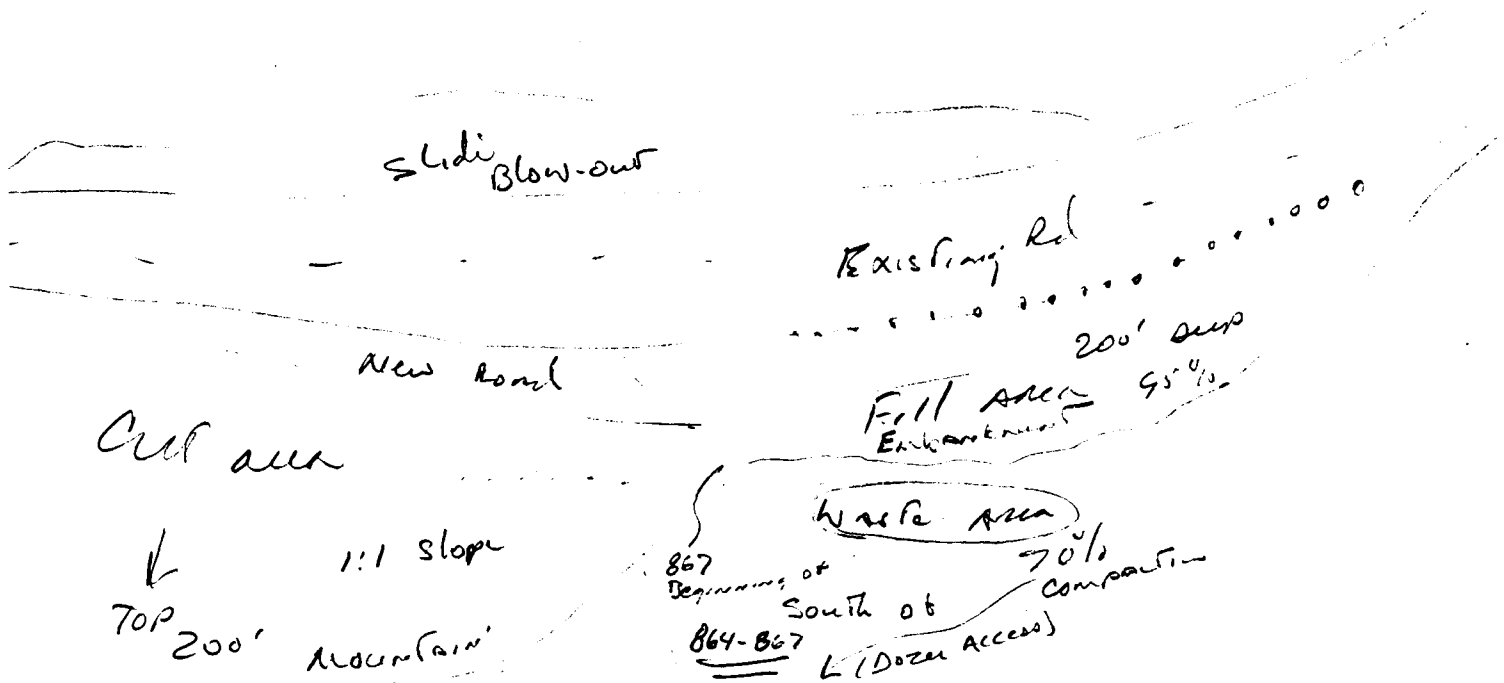 Slide
Blow-out
Existing Rd
200' deep
New Road
Fill Area 95%
Embankment
Cut area
Waste Area
1:1 Slope
867
Beginning of
70%
Compaction
South of
TOP
200'
Mountain
864-867
(Dozer Access)